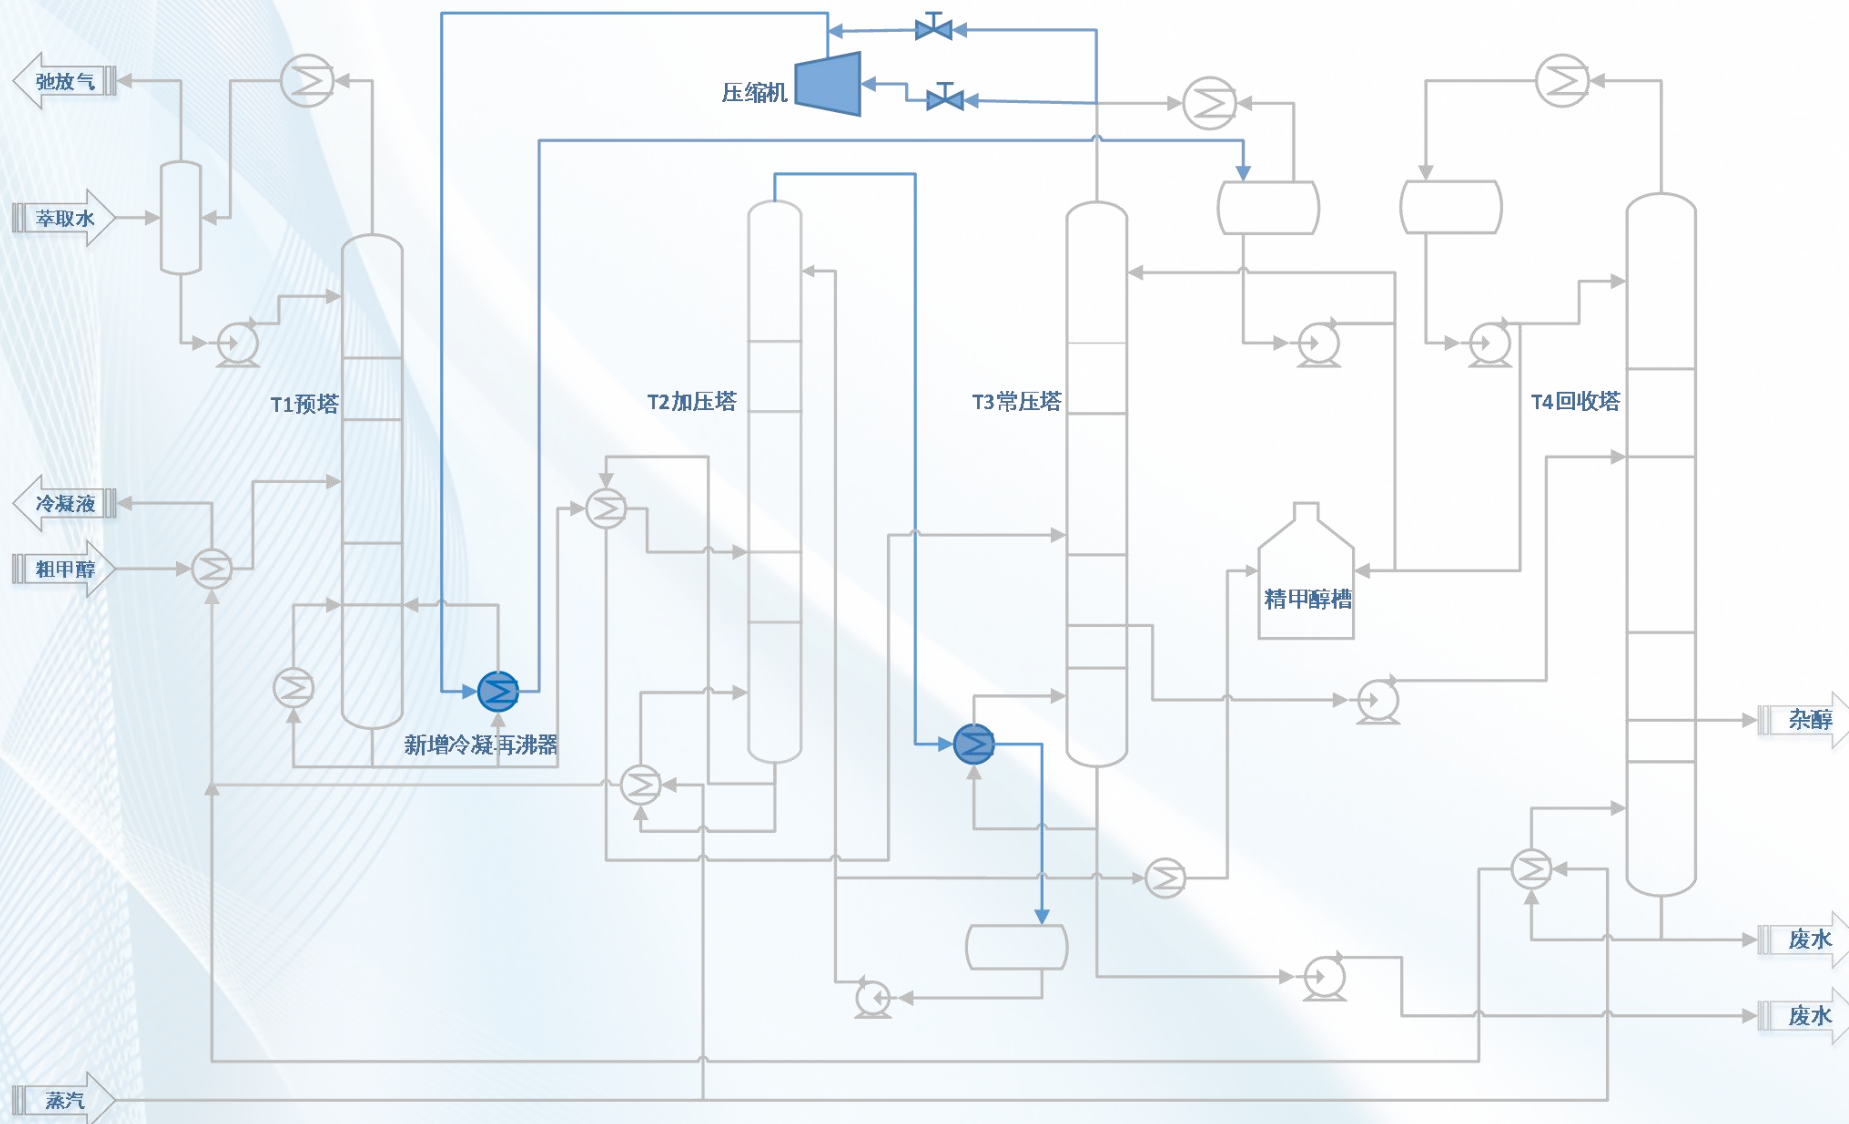 弛放气
压缩机
萃取水
T1预塔
T2加压塔
T3常压塔
T4回收塔
冷凝液
粗甲醇
精甲醇槽
新增冷凝再沸器
杂醇
废水
废水
蒸汽